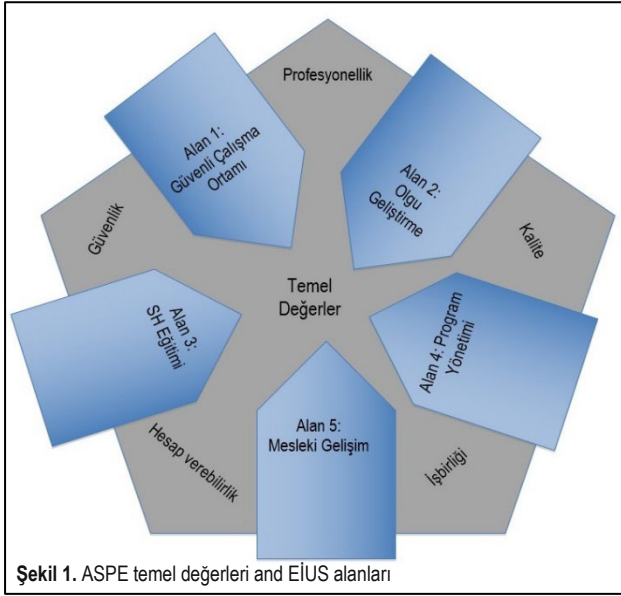 Profesyonellik
Alan 1:
Güvenli Çalışma
Ortamı
Alan 2:
Olgu
Geliştirme
Güvenlik
Kalite
Temel
Değerler
Alan 3:
SH Eğitimi
Alan 4: Program
Yönetimi
Alan 5:
Mesleki Gelişim
Hesap verebilirlik
İşbirliği
Şekil 1. ASPE temel değerleri and EİUS alanları